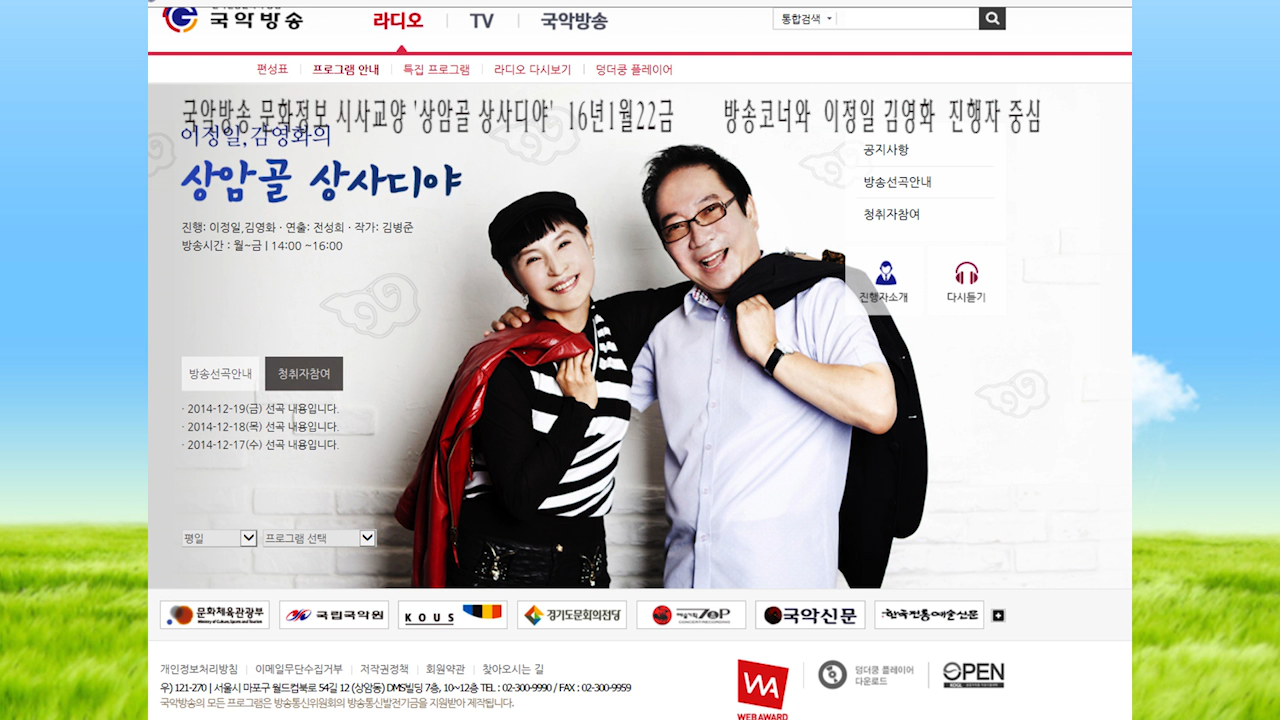 국악방송
라디오 | TV | 국악방송
통합검색
편성표 | 프로그램 안내 | 특집 프로그램 | 라디오 다시보기 | 덩더쿵 플레이어
국악방송 문화정보 시사교양 '상암골 상사디야' 16년1월22금 방송코너와 이정일 김영화 진행자 중심
이정일,김영화의
상암골 상사디야
진행: 이정일,김영화 · 연출: 전성희 · 작가: 김병준
방송시간 : 월~금 | 14:00 ~16:00
공지사항
방송선곡안내
청취자참여
진행자소개 다시듣기
방송선곡안내 청취자참여
· 2014-12-19(금) 선곡 내용입니다.
· 2014-12-18(목) 선곡 내용입니다.
· 2014-12-17(수) 선곡 내용입니다.
평일 프로그램 선택
문화체육관광부 국립국악원 KOUS 경기도문화의전당 TOP 국악신문 한국전통예술신문
Ministry of Culture, Sports and Tourism
개인정보처리방침 | 이메일무단수집거부 | 저작권정책 | 회원약관 | 찾아오시는 길
우) 121-270 | 서울시 마포구 월드컵북로 54길 12 (상암동) DMS빌딩 7층, 10~12층 TEL : 02-300-9990 / FAX : 02-300-9959
국악방송의 모든 프로그램은 방송통신위원회의 방송통신발전기금을 지원받아 제작됩니다.
WA
WEB AWARD
덩더쿵 플레이어
다운로드
OPEN